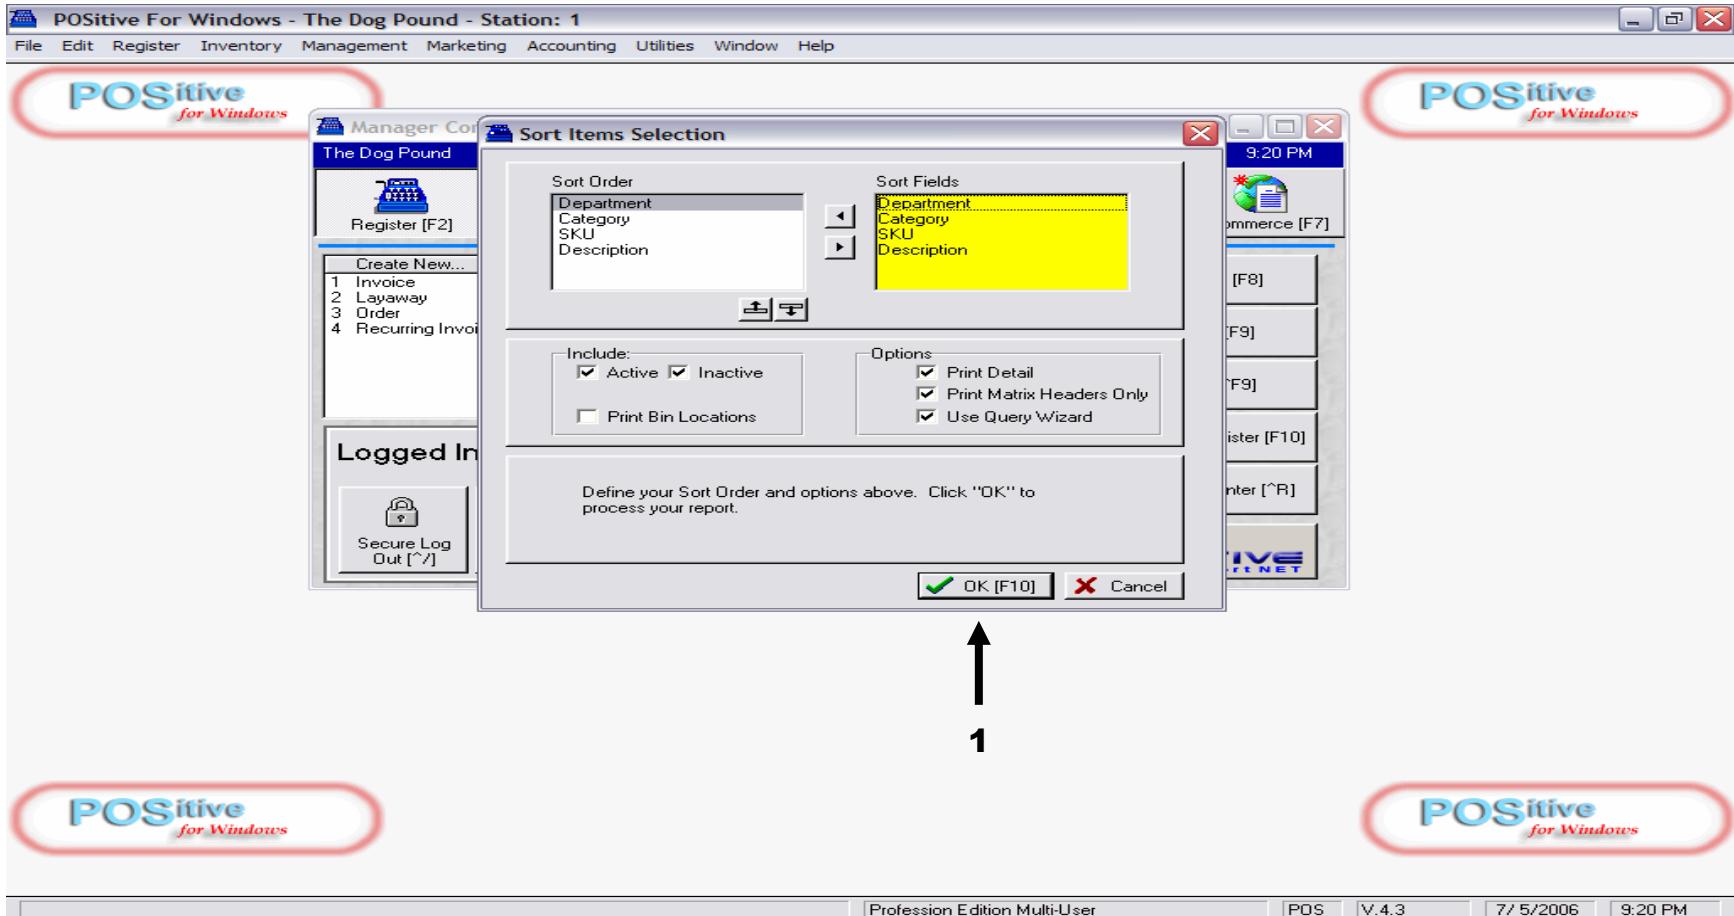 POSitive For Windows - The Dog Pound - Station: 1
File Edit Register Inventory Management Marketing Accounting Utilities Window Help
POSitive
for Windows
POSitive
for Windows
Manager Cor
The Dog Pound
9:20 PM
Register [F2]
mmerce [F7]
Create New...
1 Invoice
2 Layaway
3 Order
4 Recurring Invoi
Logged In
Secure Log
Out [^/]
[F8]
F9]
^F9]
ister [F10]
nter [^R]
IVE
rt NET
Sort Items Selection
Sort Order
Department
Category
SKU
Description
Sort Fields
Department
Category
SKU
Description
Include:
Active Inactive
Print Bin Locations
Options
Print Detail
Print Matrix Headers Only
Use Query Wizard
Define your Sort Order and options above. Click "OK" to
process your report.
OK [F10] Cancel
1
POSitive
for Windows
POSitive
for Windows
Profession Edition Multi-User POS V.4.3 7/ 5/2006 9:20 PM